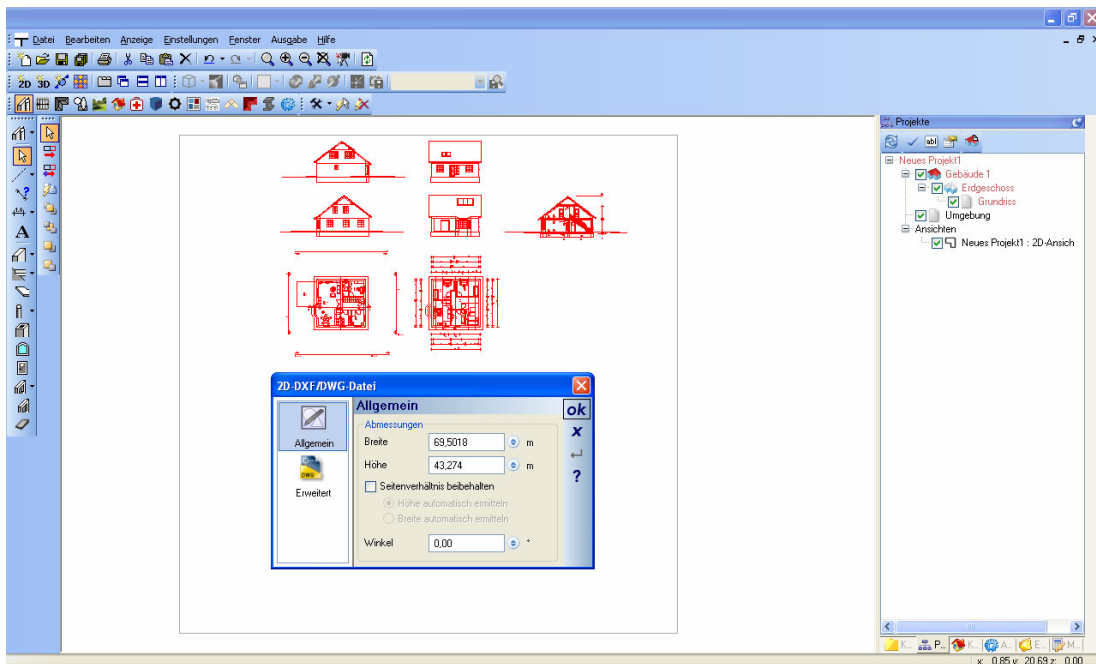 Datei Bearbeiten Anzeige Einstellungen Fenster Ausgabe Hilfe
2D 3D
Projekte
abl
Neues Projekt1
Gebäude 1
Erdgeschoss
Grundriss
Umgebung
Ansichten
Neues Projekt1 : 2D-Ansich
A
2D-DXF/DWG-Datei
Allgemein
Allgemein
ok
Abmessungen
x
Breite 69,5018 m
Höhe 43,274 m
?
DWG
Erweitert
Seitenverhältnis beibehalten
Höhe automatisch ermitteln
Breite automatisch ermitteln
Winkel 0,00 °
K... P... K... A... E... M...
x: 0.85 y: 20.69 z: 0.00